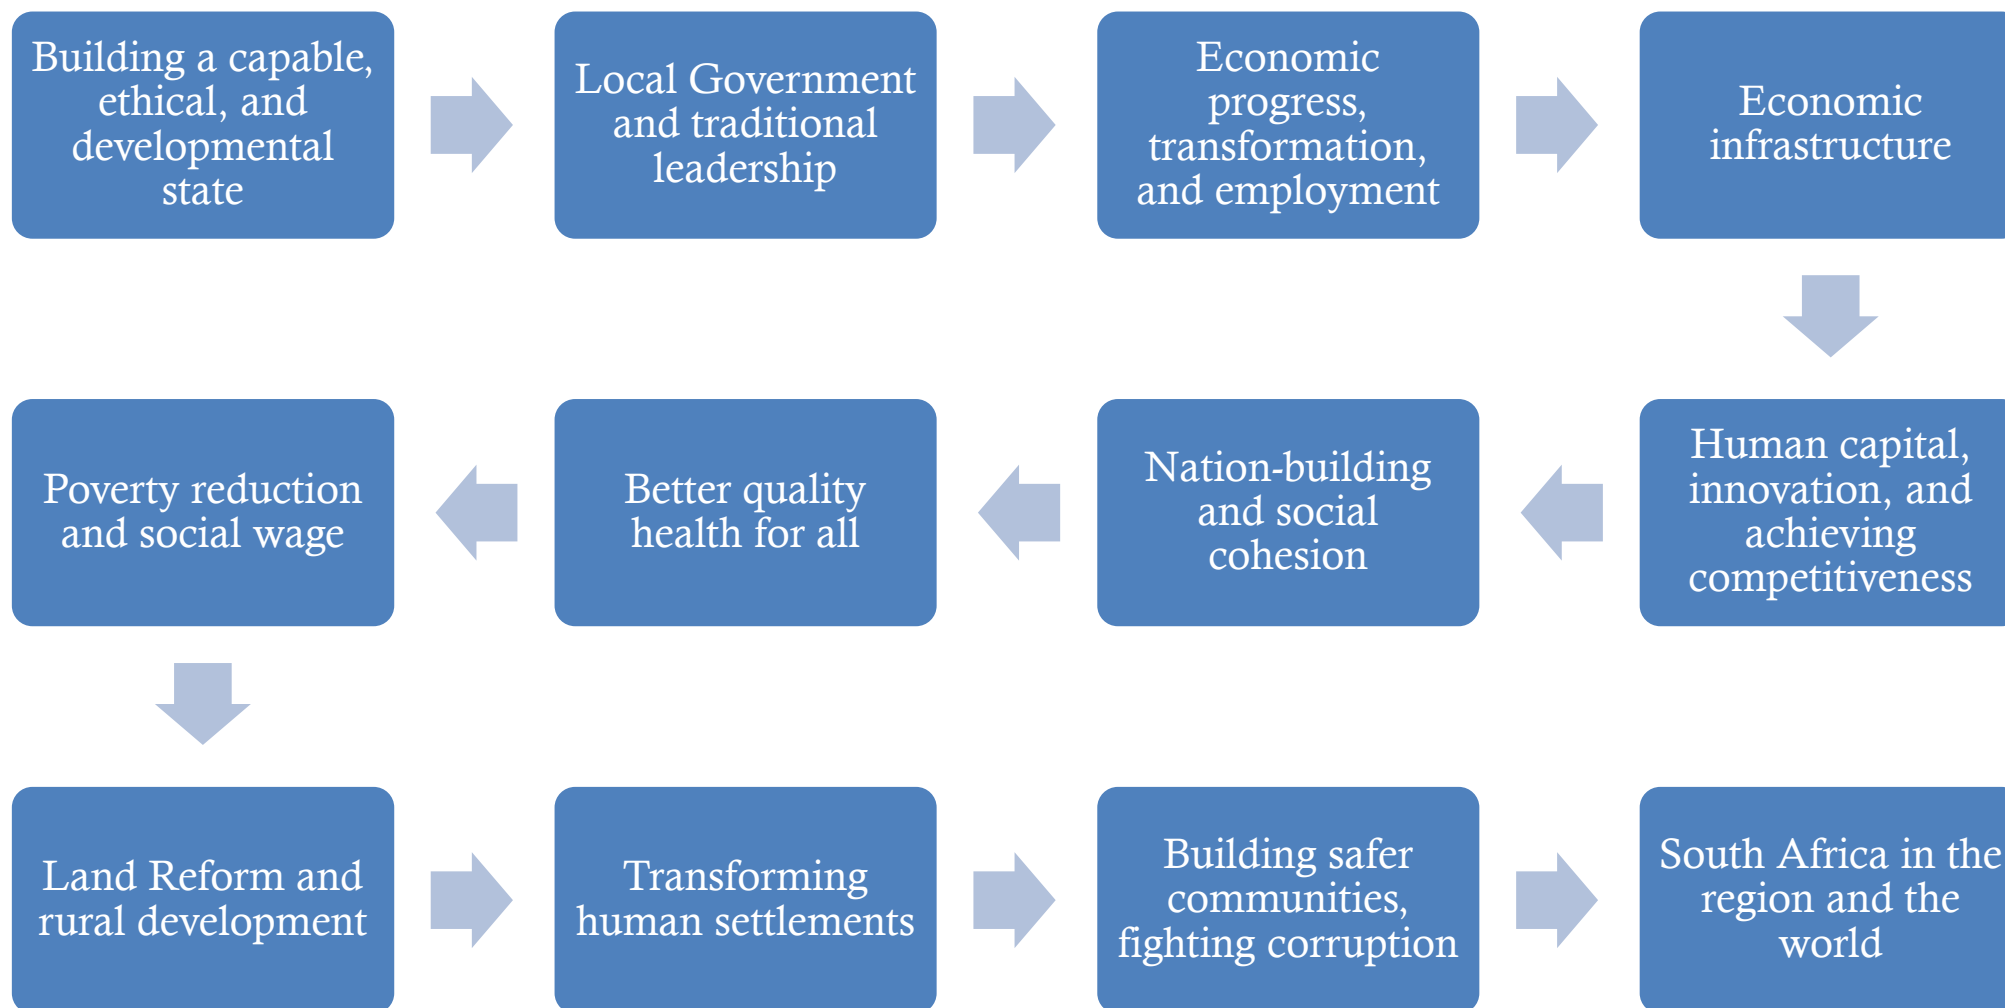 Building a capable,
ethical, and
developmental
state
Local Government
and traditional
leadership
Economic
progress,
transformation,
and employment
Economic
infrastructure
Human capital,
innovation, and
achieving
competitiveness
Nation-building
and social
cohesion
Better quality
health for all
Poverty reduction
and social wage
Land Reform and
rural development
Transforming
human settlements
Building safer
communities,
fighting corruption
South Africa in the
region and the
world